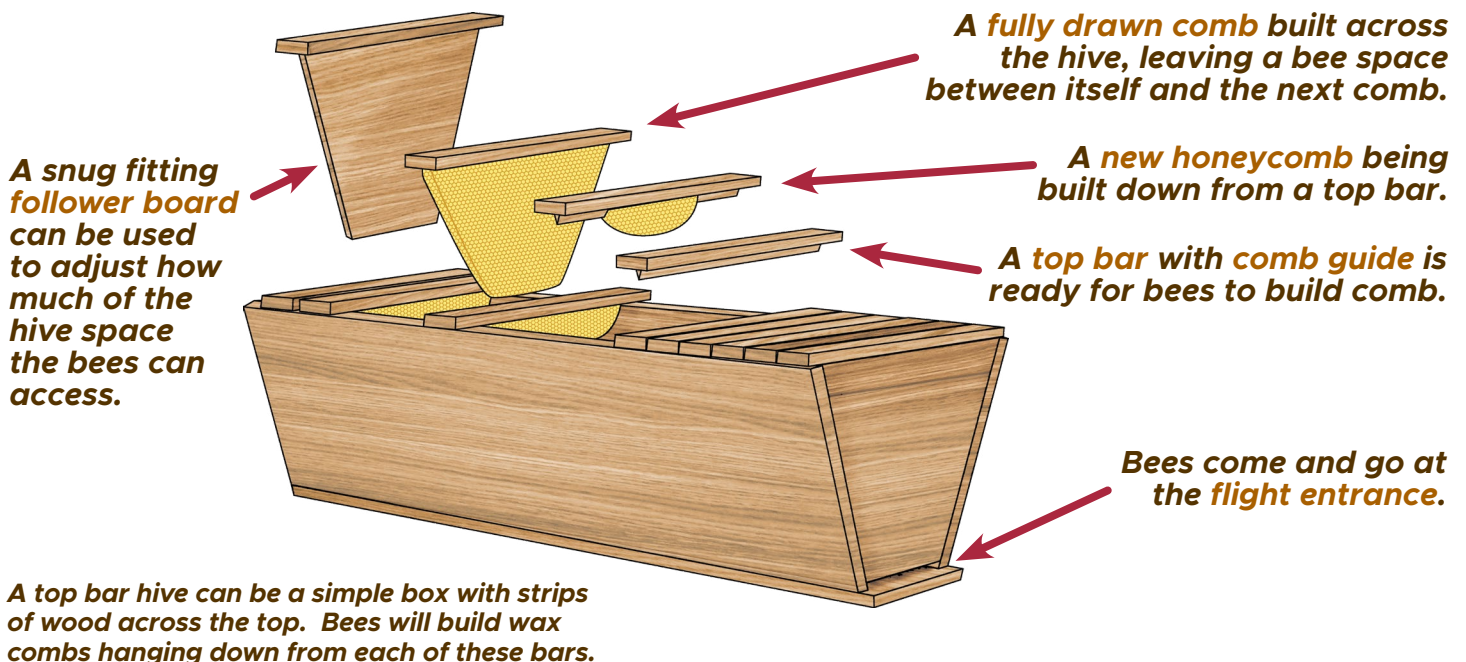 A fully drawn comb built across
the hive, leaving a bee space
between itself and the next comb.
A snug fitting
follower board
can be used
to adjust how
much of the
hive space
the bees can
access.
A new honeycomb being
built down from a top bar.
A top bar with comb guide is
ready for bees to build comb.
Bees come and go at
the flight entrance.
A top bar hive can be a simple box with strips
of wood across the top.  Bees will build wax
combs hanging down from each of these bars.